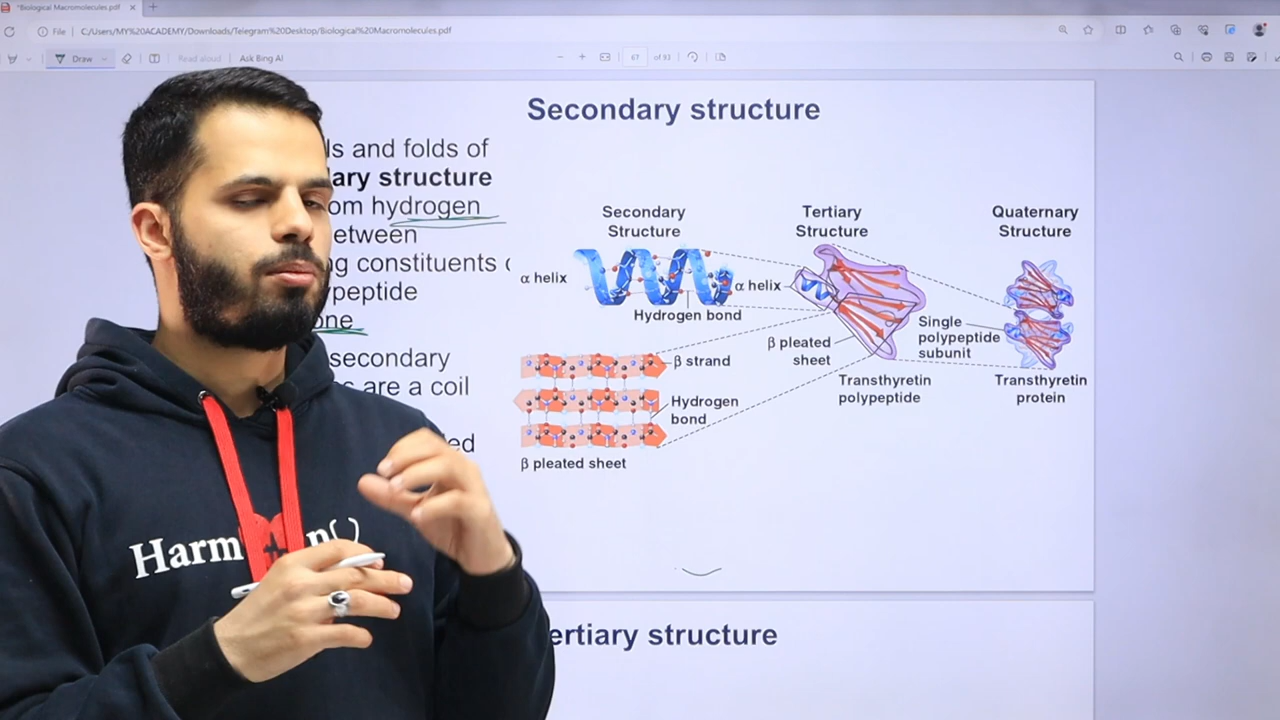 *Biological Macromolecules.pdf
File C:/Users/MY%20ACADEMY/Downloads/Telegram%20Desktop/Biological%20Macromolecules.pdf
Draw Read aloud Ask Bing AI 67 of 93
Secondary structure
ls and folds of
ary structure
om hydrogen
etween
ng constituents
ypeptide
one
secondary
s are a coil
ed
Secondary
Structure
α helix
Hydrogen bond
β strand
Hydrogen
bond
β pleated sheet
Tertiary
Structure
α helix
β pleated
sheet
Transthyretin
polypeptide
Quaternary
Structure
Single
polypeptide
subunit
Transthyretin
protein
ertiary structure
Harm